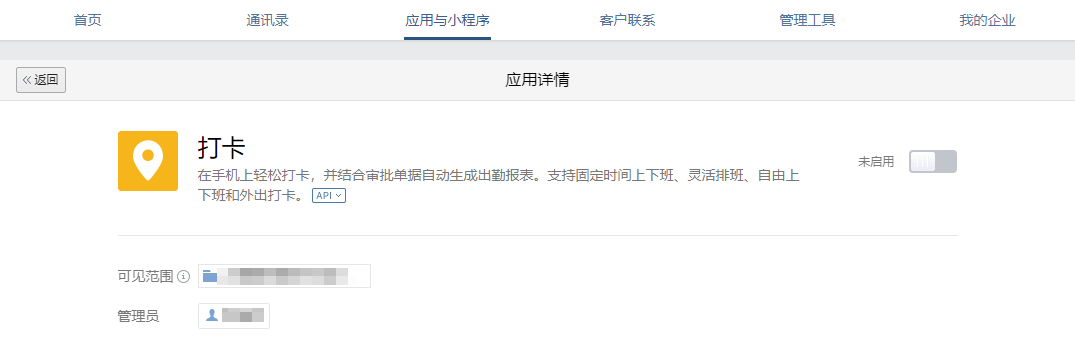 首页 通讯录 应用与小程序 客户联系 管理工具 我的企业
返回 应用详情
打卡
未启用
在手机上轻松打卡，并结合审批单据自动生成出勤报表。支持固定时间上下班、灵活排班、自由上
下班和外出打卡。 API
可见范围
管理员